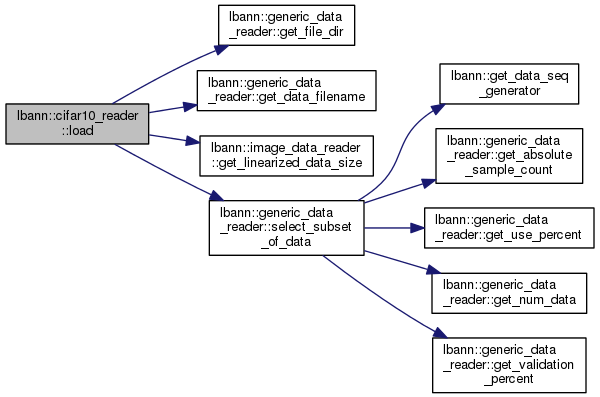 lbann::cifar10_reader
::load
lbann::generic_data
_reader::get_file_dir
lbann::generic_data
_reader::get_data_filename
lbann::image_data_reader
::get_linearized_data_size
lbann::generic_data
_reader::select_subset
_of_data
lbann::get_data_seq
_generator
lbann::generic_data
_reader::get_absolute
_sample_count
lbann::generic_data
_reader::get_use_percent
lbann::generic_data
_reader::get_num_data
lbann::generic_data
_reader::get_validation
_percent